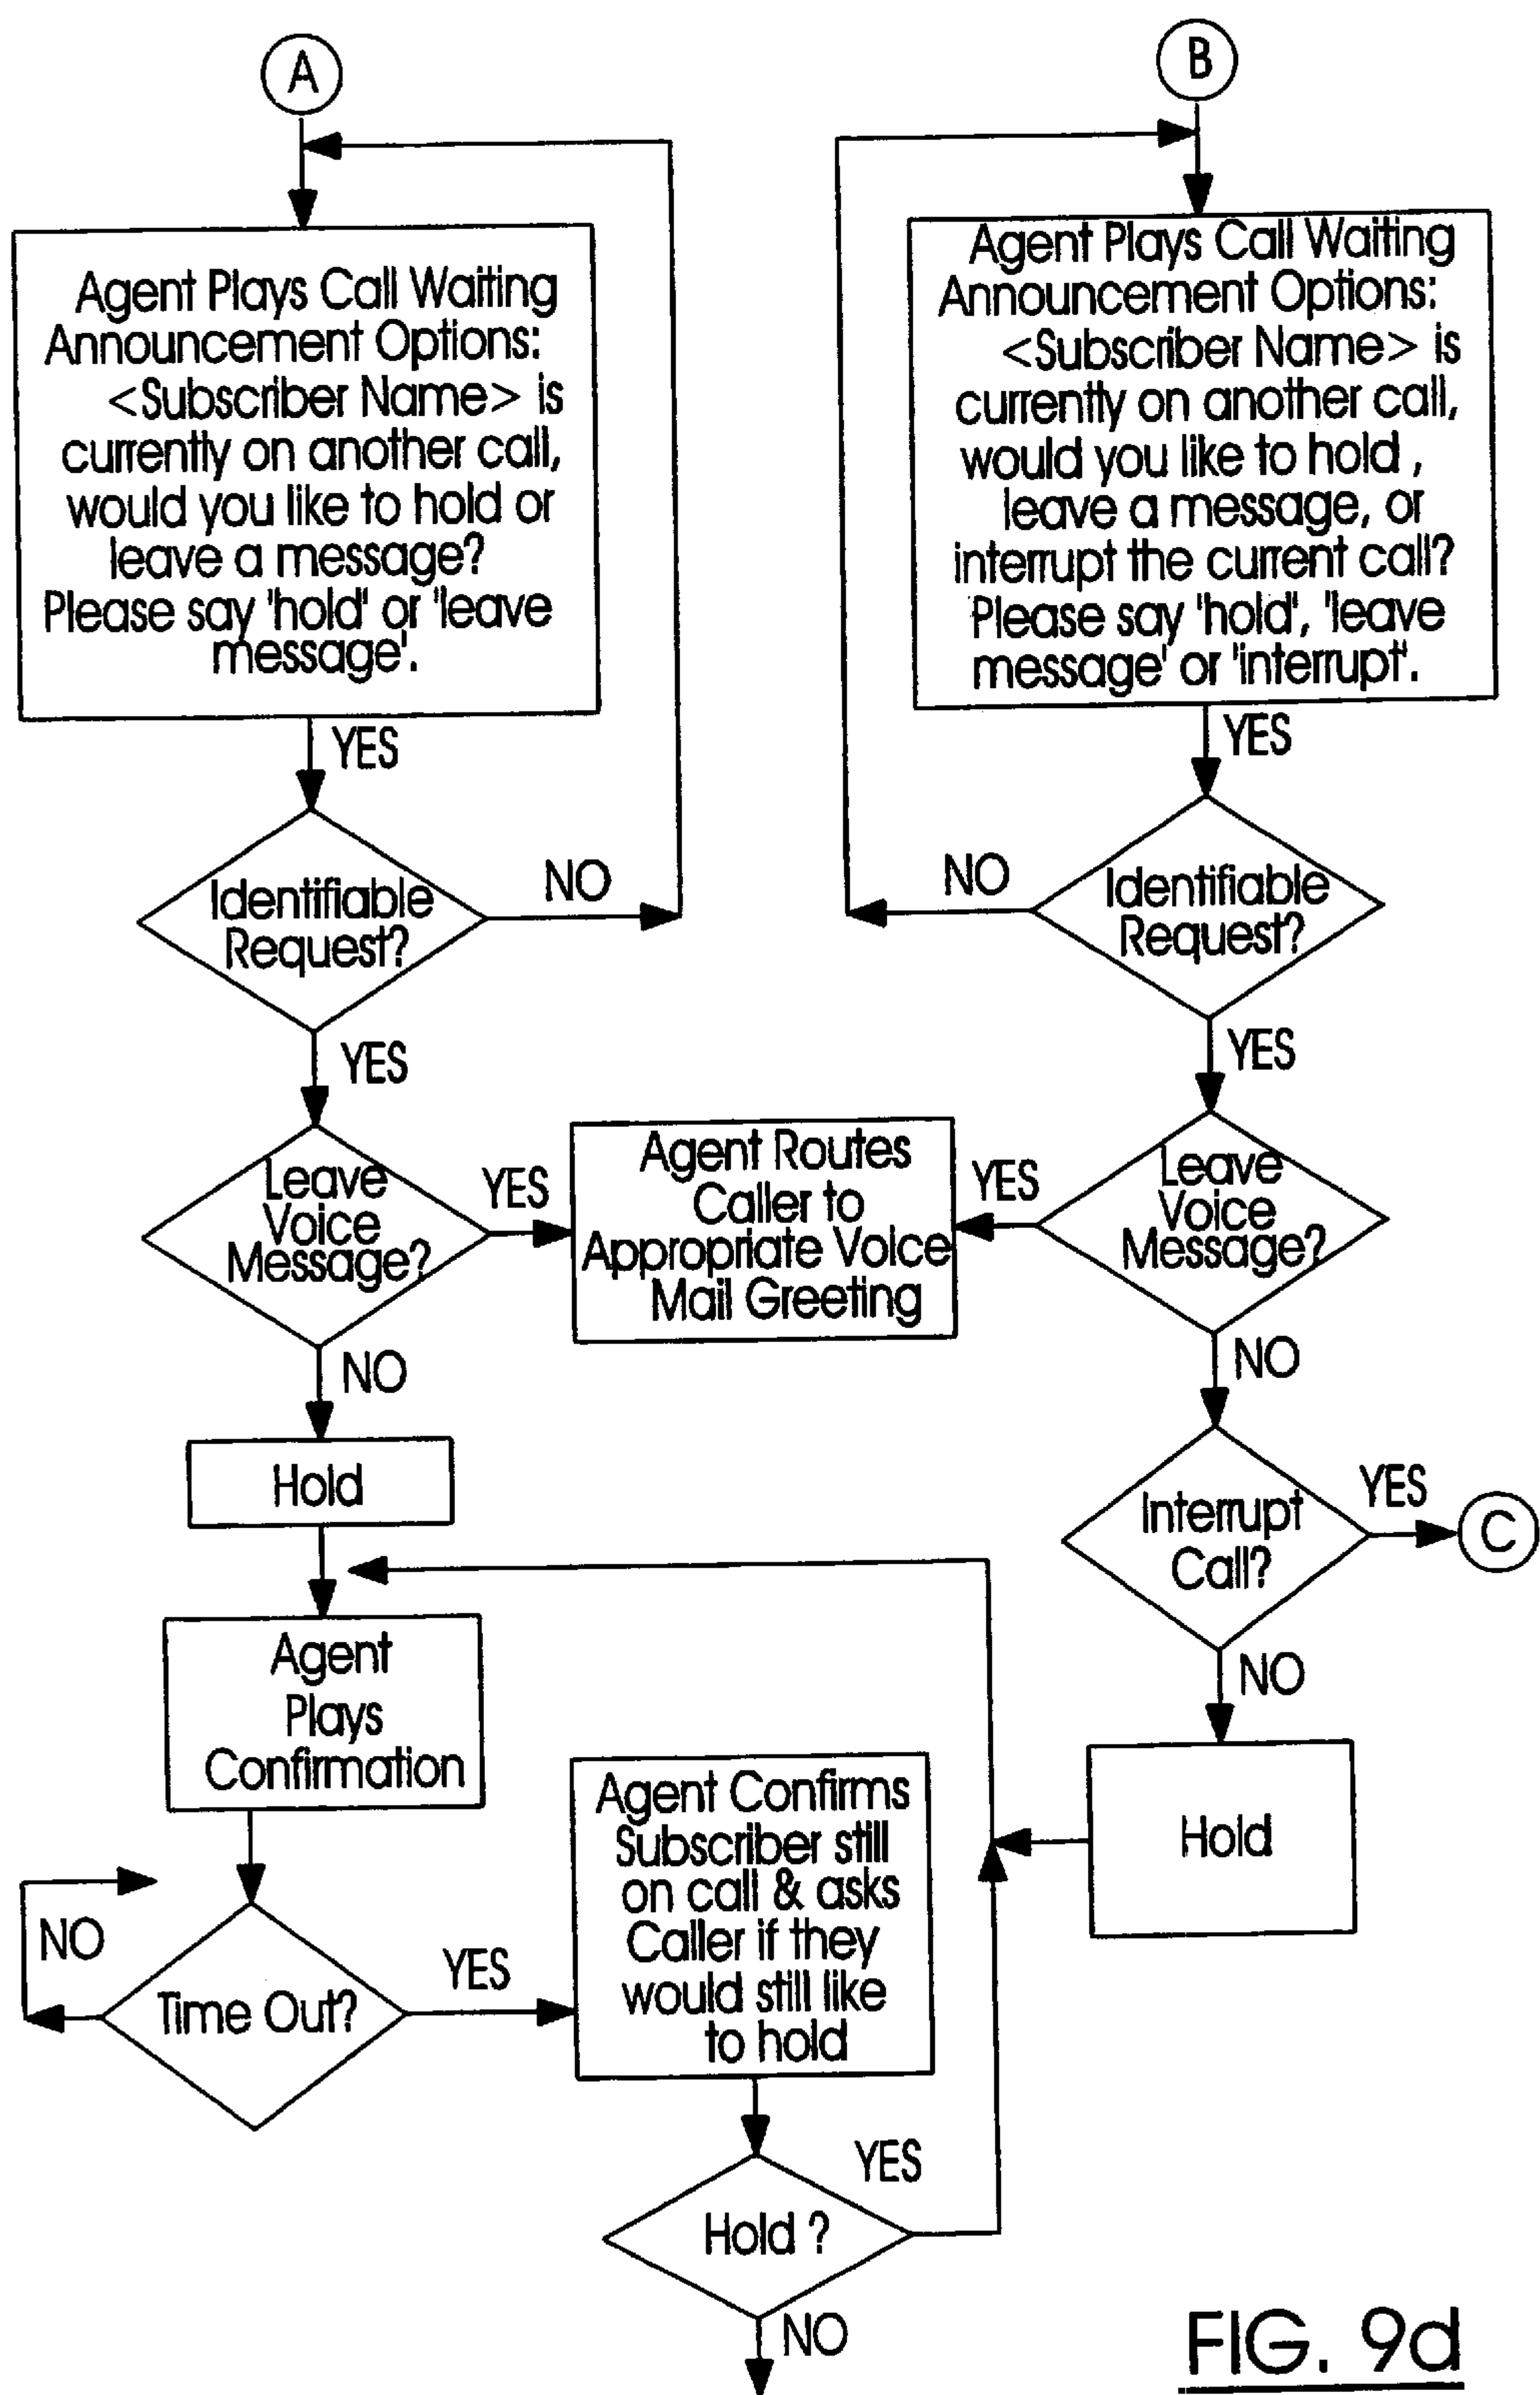 A
Agent Plays Call Waiting
Announcement Options:
<Subscriber Name> is
currently on another call,
would you like to hold or
leave a message?
Please say 'hold' or 'leave
message'.
YES
Identifiable
Request?
NO
YES
Leave
Voice
Message?
YES
Agent Routes
Caller to
Appropriate Voice
Mail Greeting
NO
Hold
Agent
Plays
Confirmation
NO
Time Out?
YES
Agent Confirms
Subscriber still
on call & asks
Caller if they
would still like
to hold
YES
Hold ?
NO
B
Agent Plays Call Waiting
Announcement Options:
<Subscriber Name> is
currently on another call,
would you like to hold ,
leave a message, or
interrupt the current call?
Please say 'hold', 'leave
message' or 'interrupt'.
YES
NO
Identifiable
Request?
YES
YES
Leave
Voice
Message?
NO
Interrupt
Call?
YES
C
NO
Hold
FIG. 9d